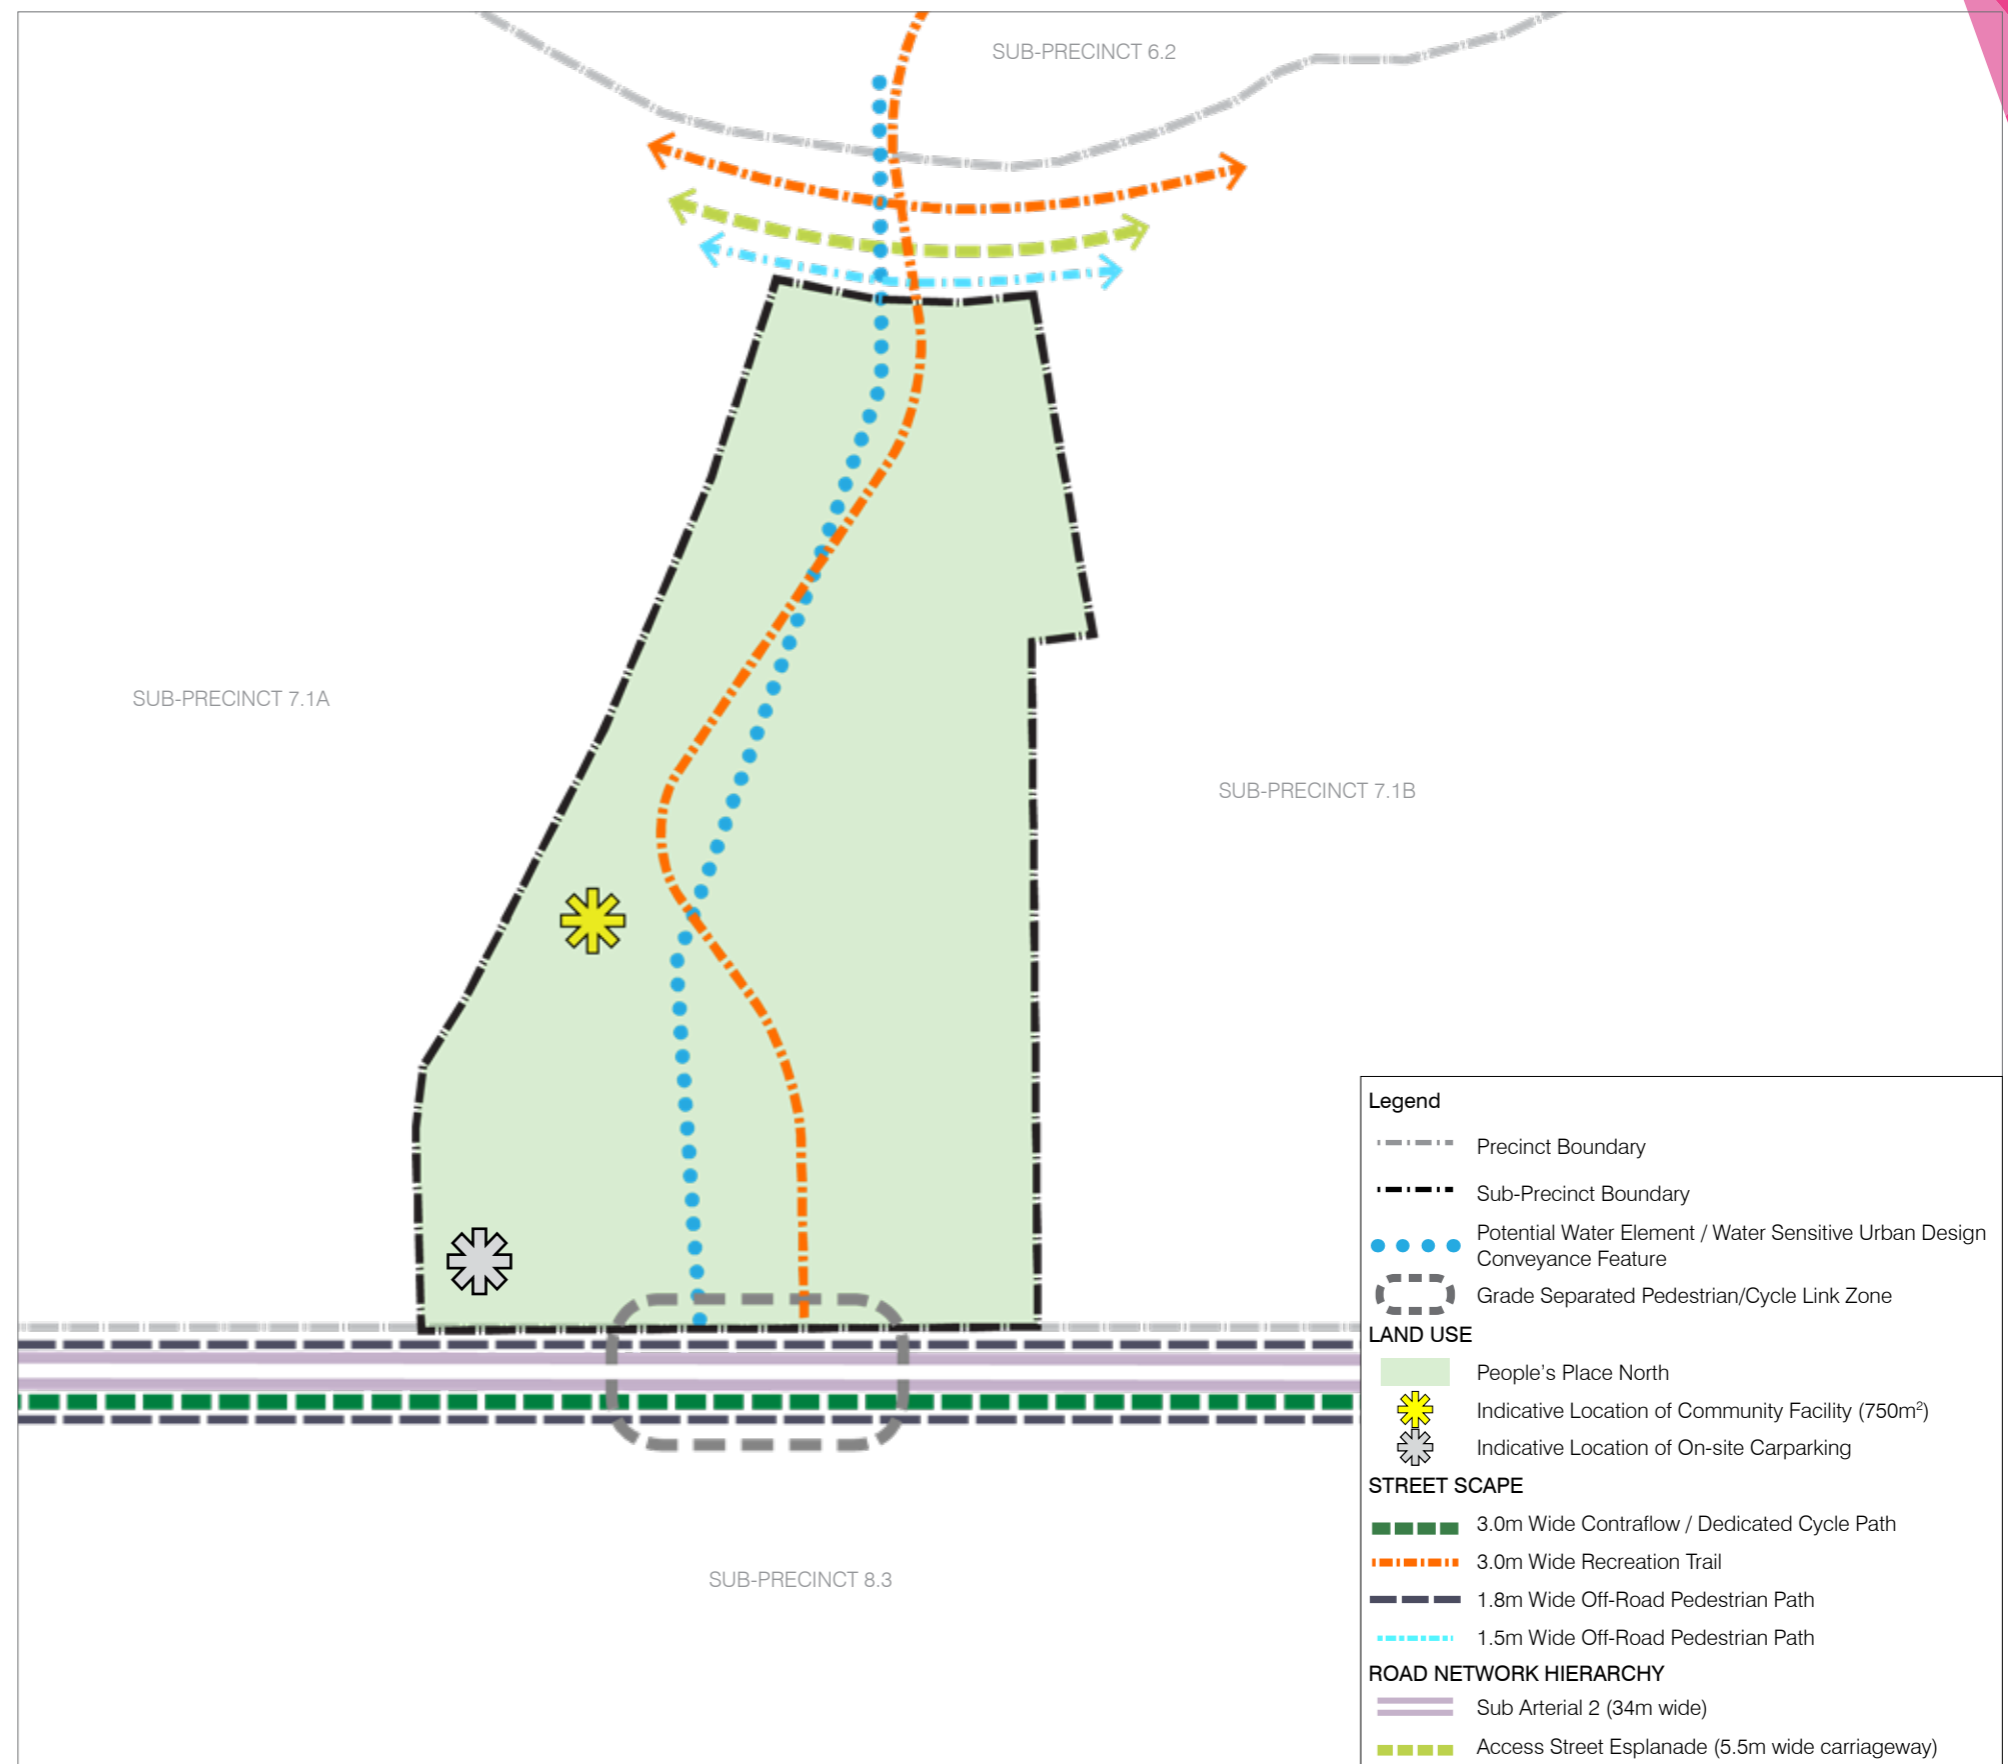 SUB-PRECINCT 6.2
SUB-PRECINCT 7.1A
SUB-PRECINCT 7.1B
SUB-PRECINCT 8.3
Legend
Precinct Boundary
Sub-Precinct Boundary
Potential Water Element / Water Sensitive Urban Design
Conveyance Feature
Grade Separated Pedestrian/Cycle Link Zone
LAND USE
People's Place North
Indicative Location of Community Facility (750m²)
Indicative Location of On-site Carparking
STREET SCAPE
3.0m Wide Contraflow / Dedicated Cycle Path
3.0m Wide Recreation Trail
1.8m Wide Off-Road Pedestrian Path
1.5m Wide Off-Road Pedestrian Path
ROAD NETWORK HIERARCHY
Sub Arterial 2 (34m wide)
Access Street Esplanade (5.5m wide carriageway)